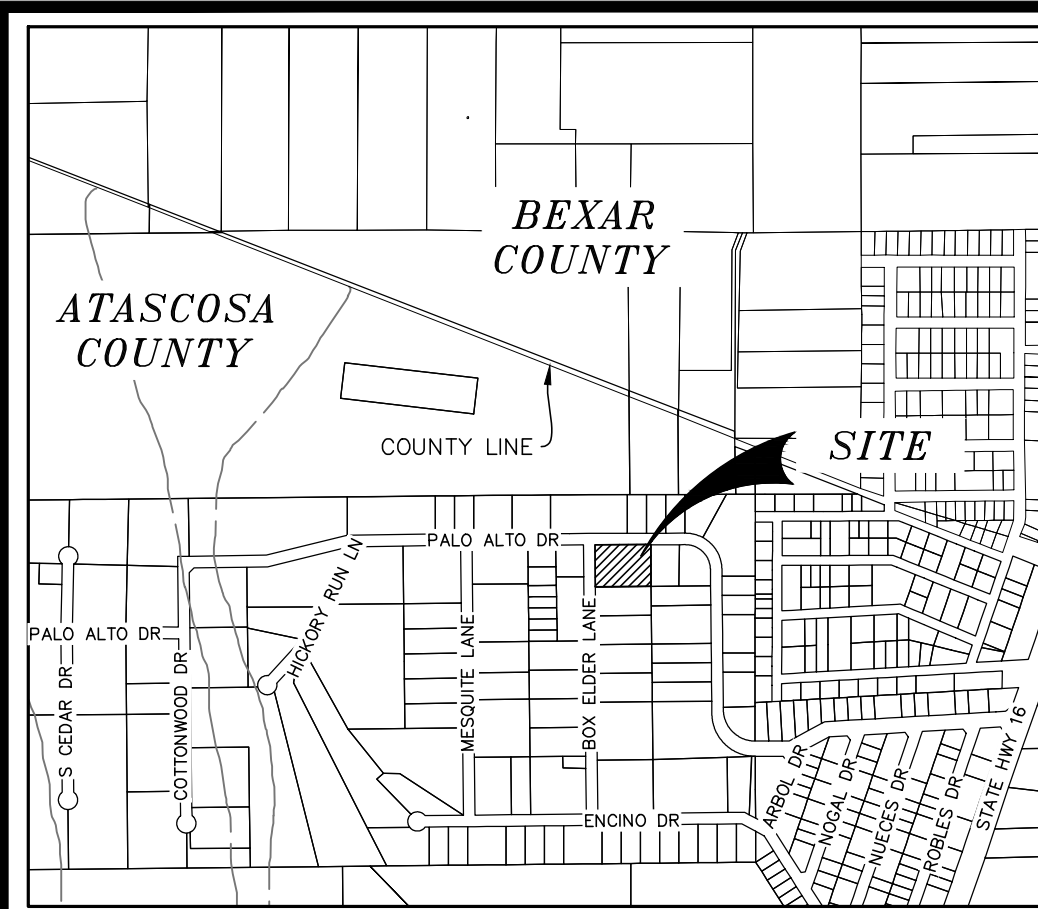 BEXAR
COUNTY
ATASCOSA
COUNTY
COUNTY LINE
SITE
PALO ALTO DR
HICKORY RUN LN
PALO ALTO DR
S CEDAR DR
COTTONWOOD DR
MESQUITE LANE
BOX ELDER LANE
ENCINO DR
ARBOL DR
NOGAL DR
NUECES DR
ROBLES DR
STATE HWY 16